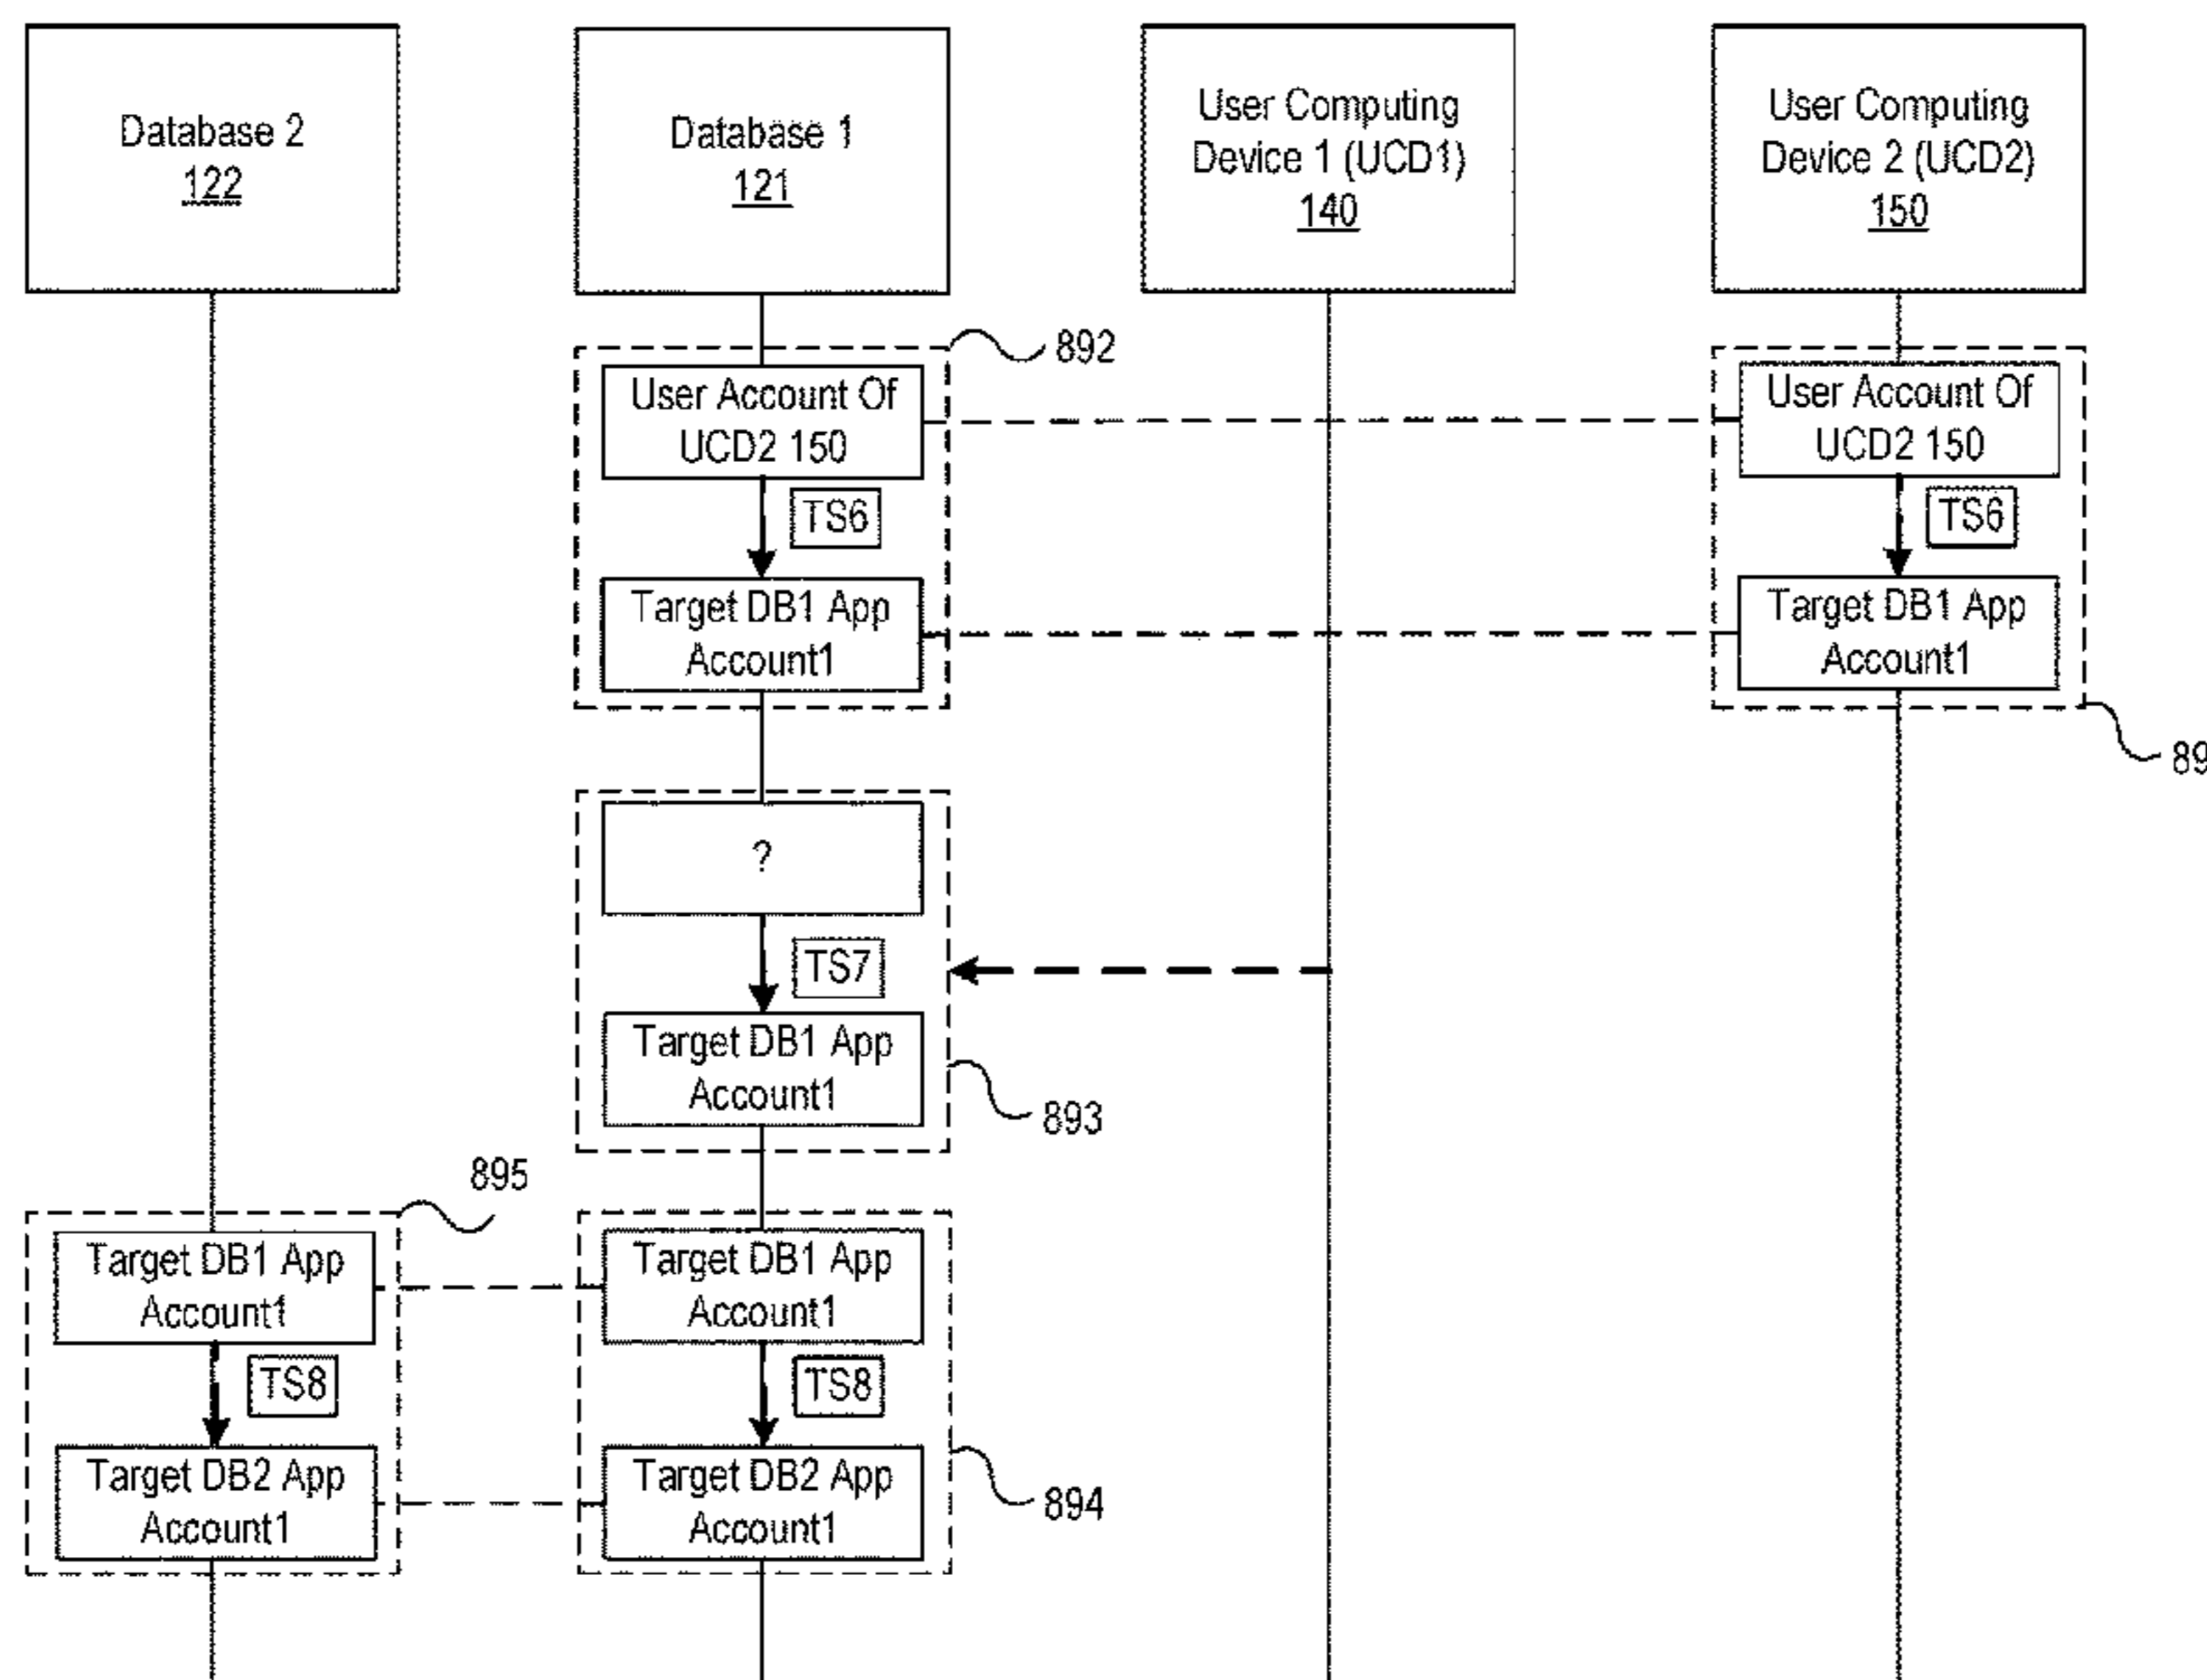 Database 2
122
Database 1
121
User Computing
Device 1 (UCD1)
140
User Computing
Device 2 (UCD2)
150
892
User Account Of
UCD2 150
TS6
Target DB1 App
Account1
User Account Of
UCD2 150
TS6
Target DB1 App
Account1
89
?
TS7
Target DB1 App
Account1
893
895
Target DB1 App
Account1
TS8
Target DB2 App
Account1
Target DB1 App
Account1
TS8
Target DB2 App
Account1
894